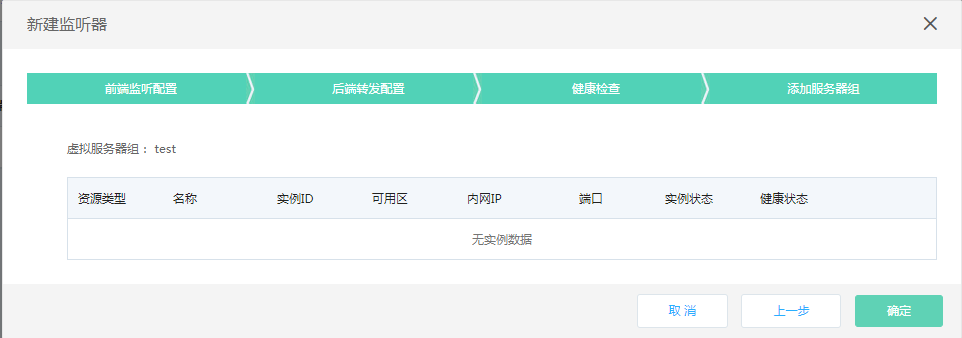 新建监听器
前端监听配置 后端转发配置 健康检查 添加服务器组
虚拟服务器组： test
资源类型 名称 实例ID 可用区 内网IP 端口 实例状态 健康状态
无实例数据
取 消 上一步 确定